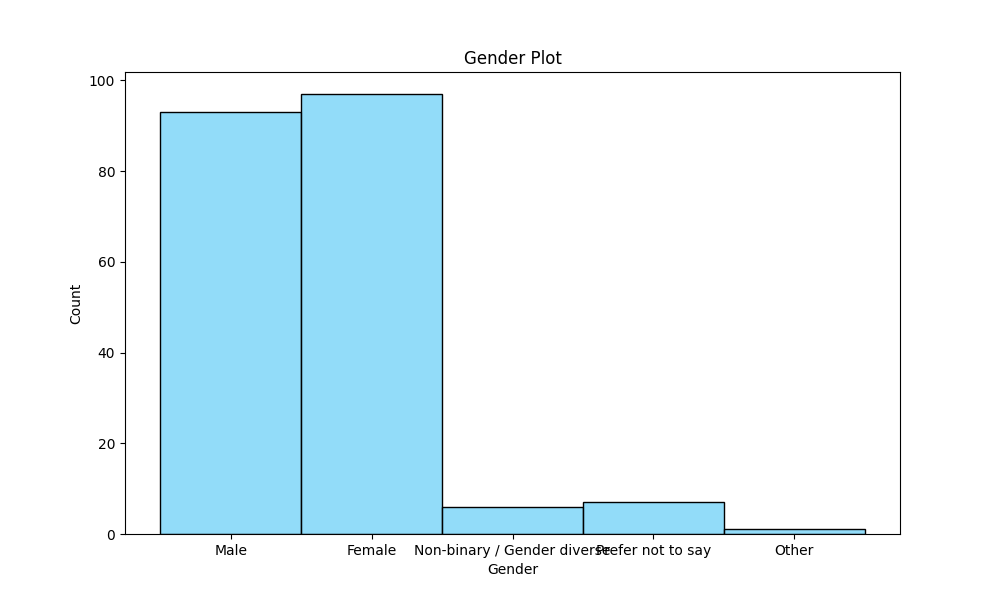 Gender Plot
100
80
60
40
20
0
Count
Male Female Non-binary / Gender diverse Prefer not to say Other
Gender